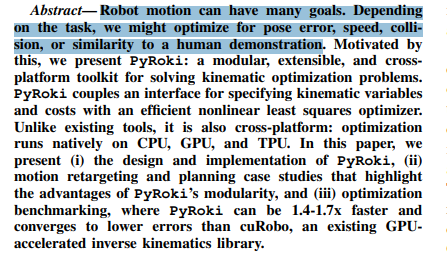 Abstract—Robot motion can have many goals. Depending
on the task, we might optimize for pose error, speed, colli-
sion, or similarity to a human demonstration. Motivated by
this, we present PyRoki: a modular, extensible, and cross-
platform toolkit for solving kinematic optimization problems.
PyRoki couples an interface for specifying kinematic variables
and costs with an efficient nonlinear least squares optimizer.
Unlike existing tools, it is also cross-platform: optimization
runs natively on CPU, GPU, and TPU. In this paper, we
present (i) the design and implementation of PyRoki, (ii)
motion retargeting and planning case studies that highlight
the advantages of PyRoki's modularity, and (iii) optimization
benchmarking, where PyRoki can be 1.4-1.7x faster and
converges to lower errors than cuRobo, an existing GPU-
accelerated inverse kinematics library.